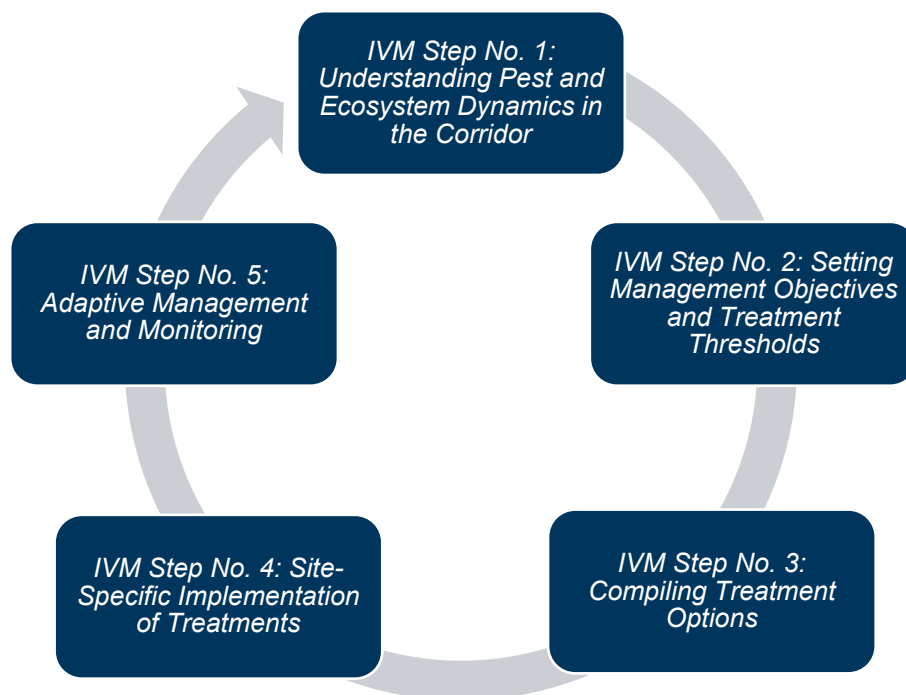 IVM Step No. 1:
Understanding Pest and
Ecosystem Dynamics in
the Corridor
IVM Step No. 2: Setting
Management Objectives
and Treatment
Thresholds
IVM Step No. 3:
Compiling Treatment
Options
IVM Step No. 4: Site-
Specific Implementation
of Treatments
IVM Step No. 5:
Adaptive Management
and Monitoring